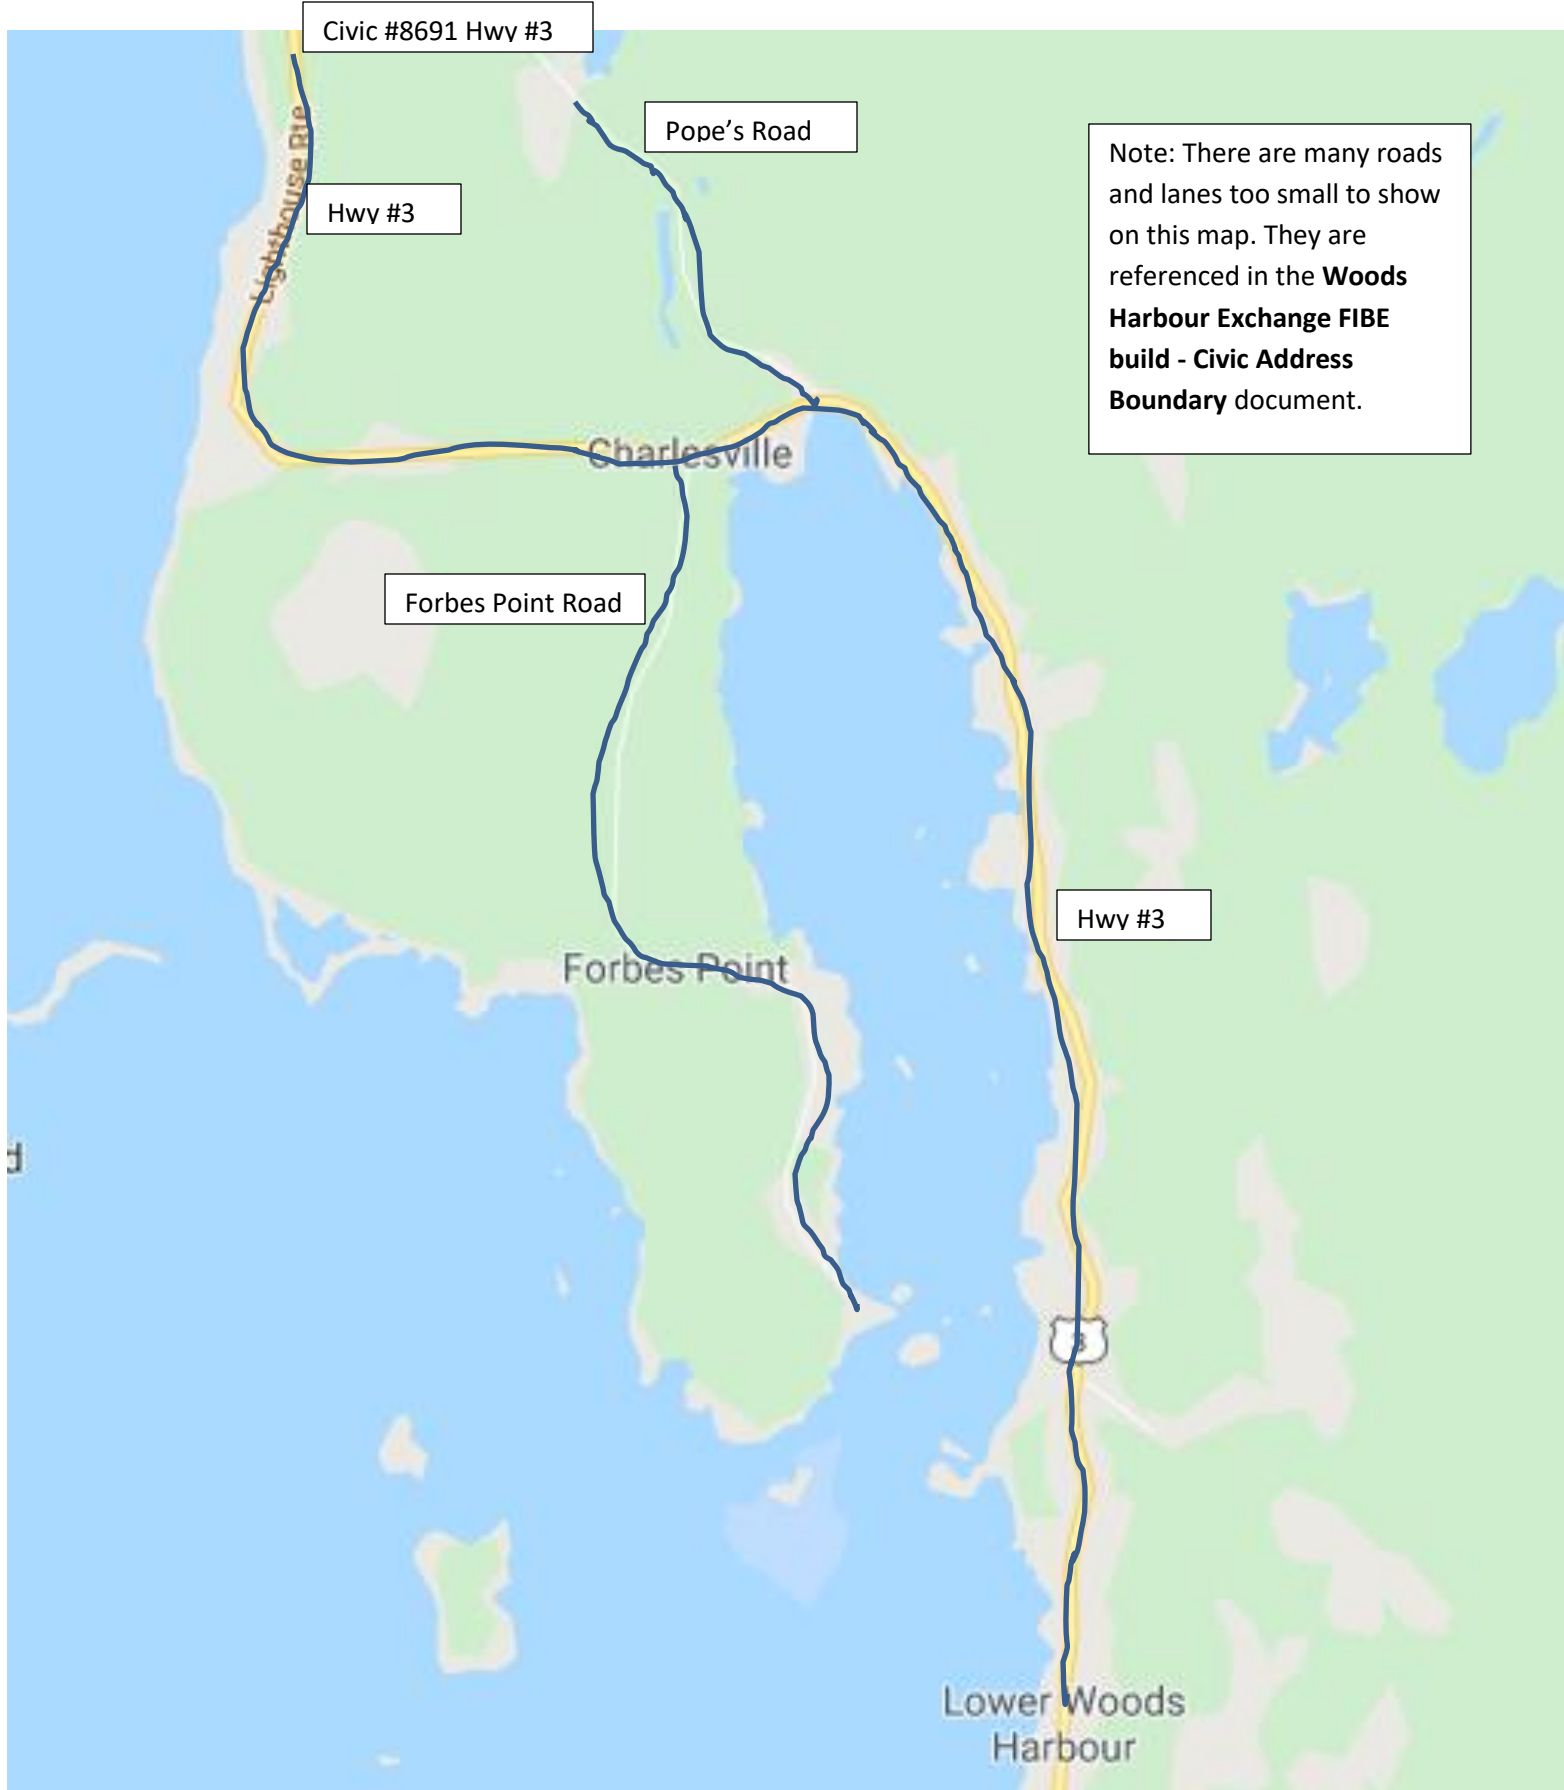 Civic #8691 Hwy #3
Pope’s Road
Note: There are many roads
and lanes too small to show
on this map. They are
referenced in the Woods
Harbour Exchange FIBE
build - Civic Address
Boundary document.
Lighthouse Rte
Hwy #3
Charlesville
Forbes Point Road
Hwy #3
Forbes Point
d
3
Lower Woods
Harbour